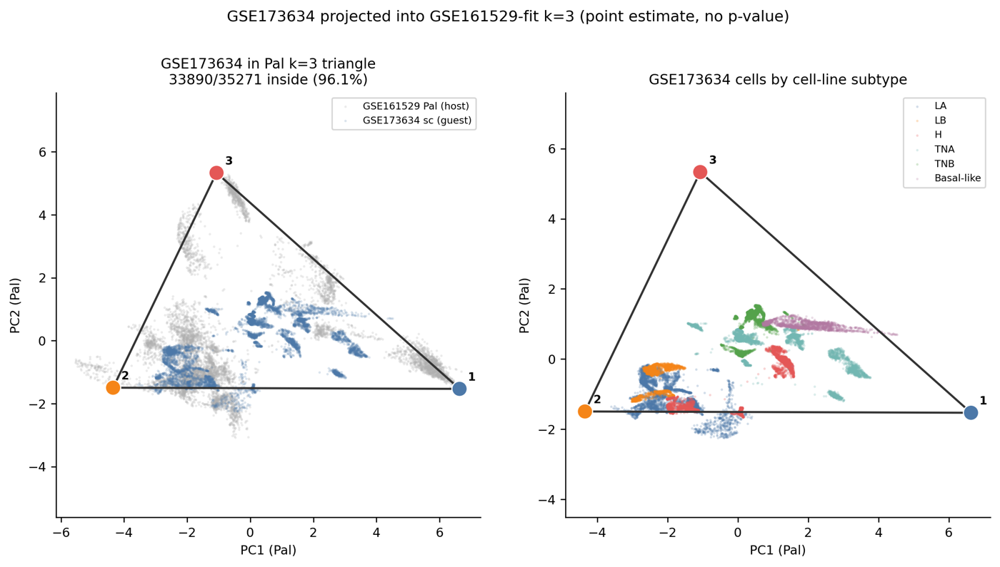 GSE173634 projected into GSE161529-fit k=3 (point estimate, no p-value)
GSE173634 in Pal k=3 triangle
33890/35271 inside (96.1%)
GSE161529 Pal (host)
GSE173634 sc (guest)
3
2
1
6
4
2
0
−2
−4
PC2 (Pal)
−6
−4
−2
0
2
4
6
PC1 (Pal)
GSE173634 cells by cell-line subtype
LA
LB
H
TNA
TNB
Basal-like
3
2
1
6
4
2
0
−2
−4
PC2 (Pal)
−4
−2
0
2
4
6
PC1 (Pal)